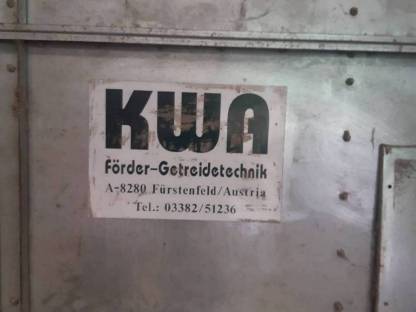 KWA
Förder-Getreidetechnik
A-8280 Fürstenfeld/Austria
Tel.: 03382/51236